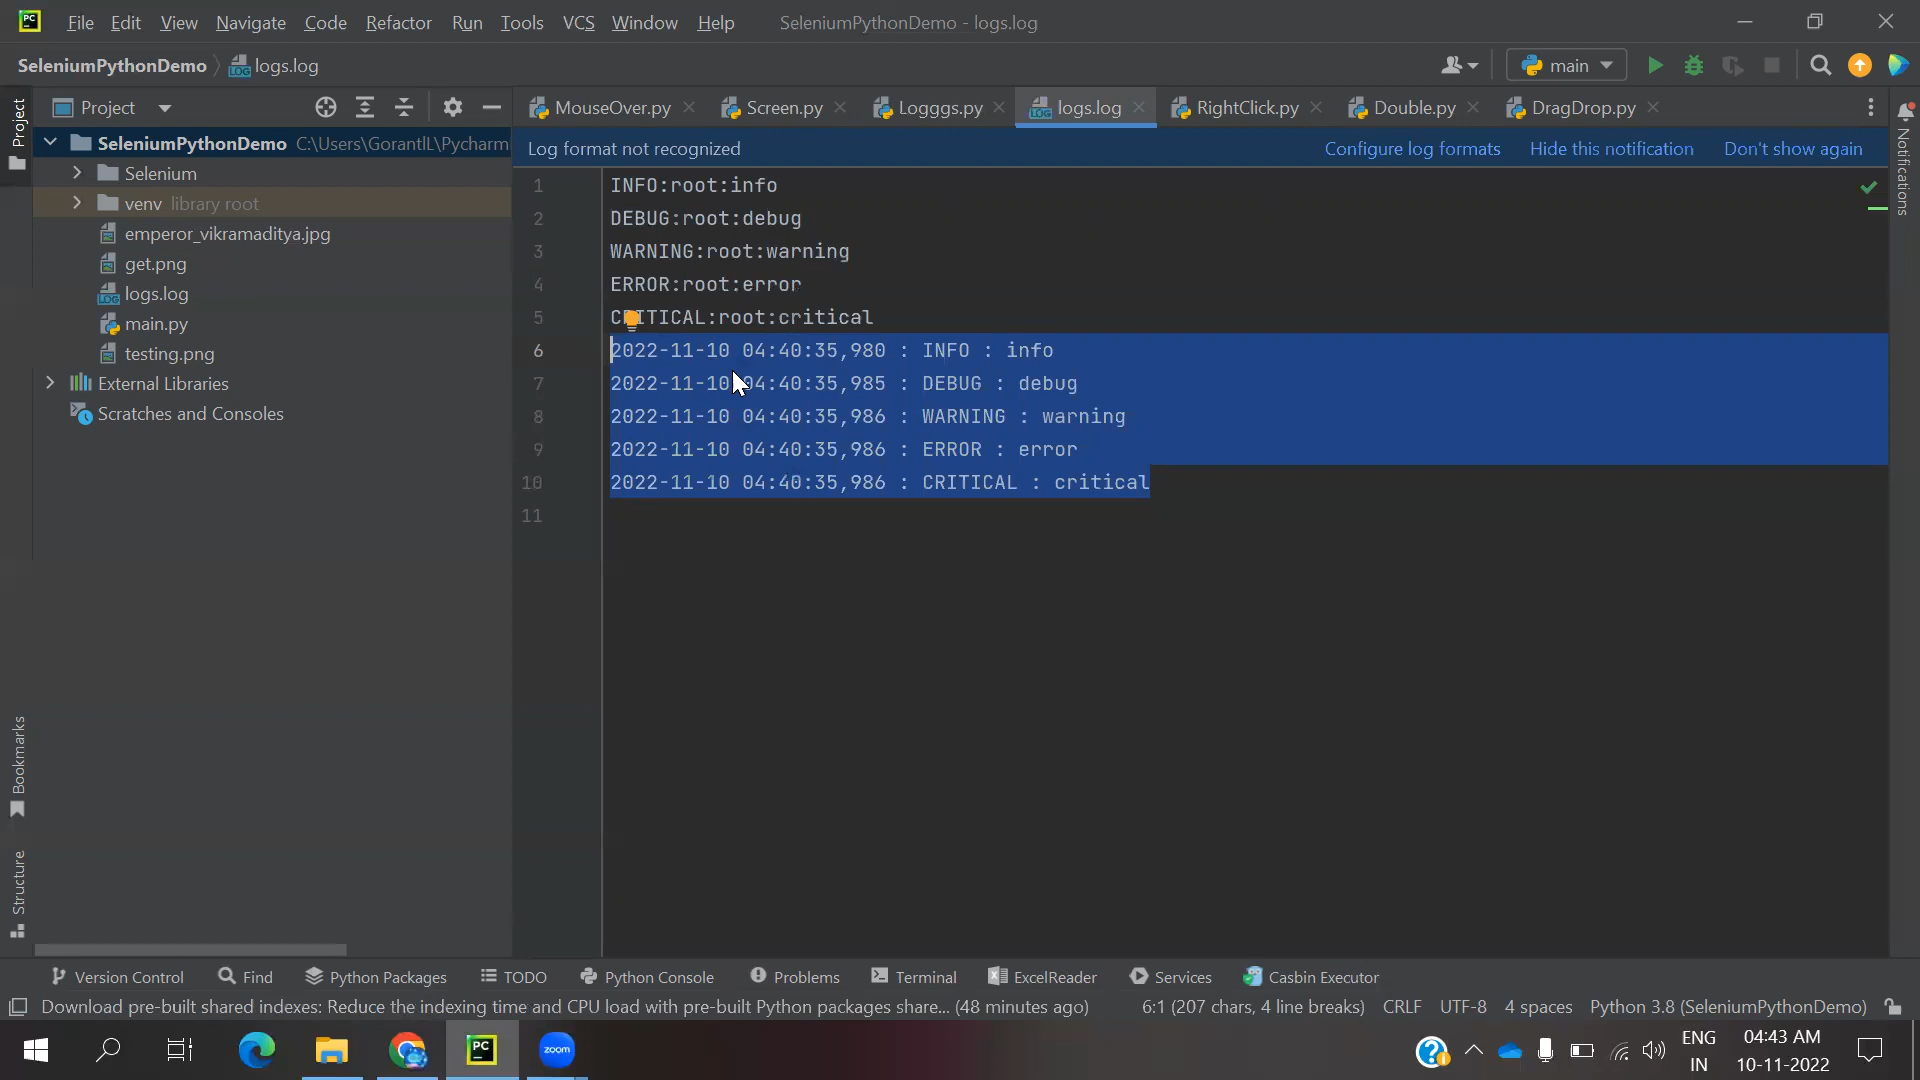 PC File Edit View Navigate Code Refactor Run Tools VCS Window Help SeleniumPythonDemo - logs.log
SeleniumPythonDemo logs.log main
Project MouseOver.py Screen.py Logggs.py logs.log RightClick.py Double.py DragDrop.py
Project
Notifications
SeleniumPythonDemo C:\Users\GorantlL\Pycharm
Selenium
venv library root
emperor_vikramaditya.jpg
get.png
logs.log
main.py
testing.png
External Libraries
Scratches and Consoles
Log format not recognized Configure log formats Hide this notification Don't show again
1 INFO:root:info
2 DEBUG:root:debug
3 WARNING:root:warning
4 ERROR:root:error
5 CRITICAL:root:critical
6 2022-11-10 04:40:35,980 : INFO : info
7 2022-11-10 04:40:35,985 : DEBUG : debug
8 2022-11-10 04:40:35,986 : WARNING : warning
9 2022-11-10 04:40:35,986 : ERROR : error
10 2022-11-10 04:40:35,986 : CRITICAL : critical
11
Bookmarks
Structure
Version Control Find Python Packages TODO Python Console Problems Terminal ExcelReader Services Casbin Executor
Download pre-built shared indexes: Reduce the indexing time and CPU load with pre-built Python packages share... (48 minutes ago) 6:1 (207 chars, 4 line breaks) CRLF UTF-8 4 spaces Python 3.8 (SeleniumPythonDemo)
PC zoom ENG 04:43 AM
IN 10-11-2022